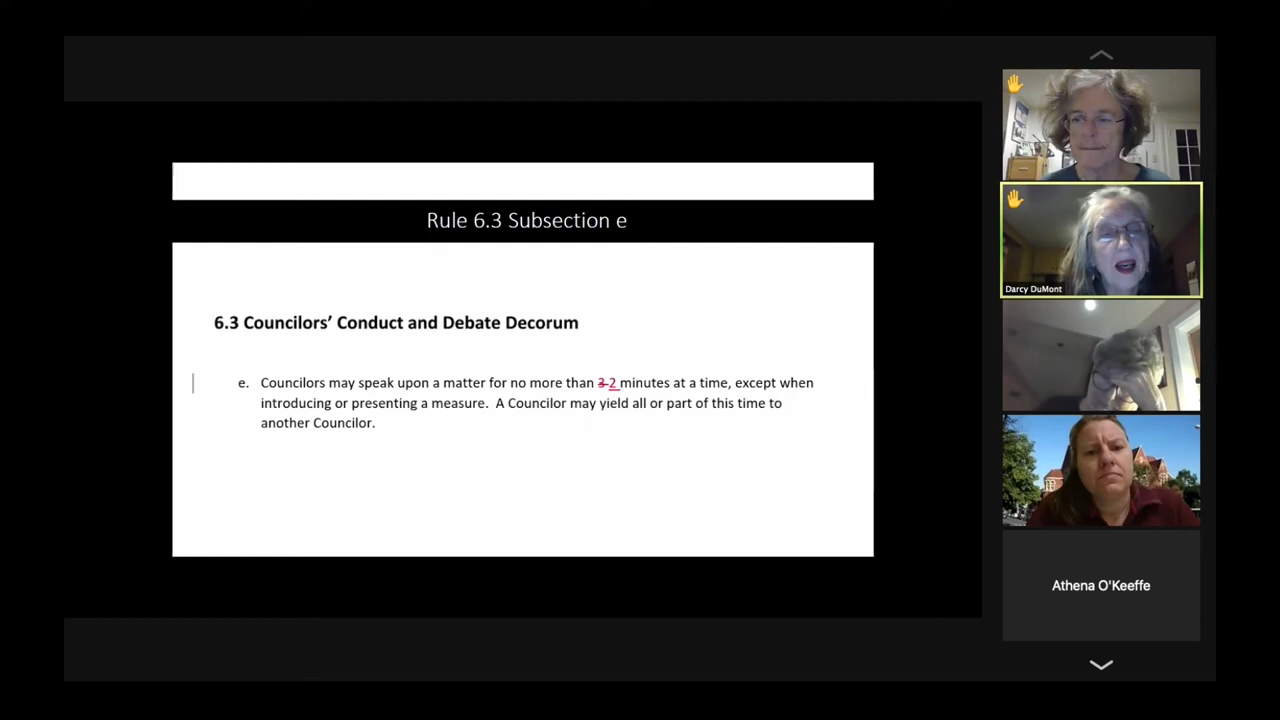 Rule 6.3 Subsection e
6.3 Councilors’ Conduct and Debate Decorum
e. Councilors may speak upon a matter for no more than 3 2 minutes at a time, except when
introducing or presenting a measure. A Councilor may yield all or part of this time to
another Councilor.
Darcy DuMont
Athena O'Keeffe